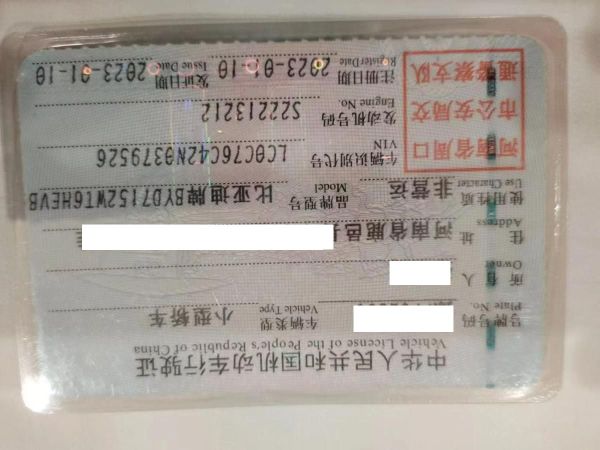 中华人民共和国机动车行驶证
Vehicle License of the People's Republic of China
号牌号码 Plate No. 车辆类型 Vehicle Type 小型轿车
所有人 Owner
住址 Address 河南省鹿邑
使用性质 Use Character 非营运 品牌型号 Model 比亚迪牌BYD7152WT6HEVB
车辆识别代号 VIN LC0C76C42N0379526
发动机号码 Engine No. S22213212
注册日期 Register Date 2023-01-10 发证日期 Issue Date 2023-01-10
河南省周口
市公安局交
通警察支队